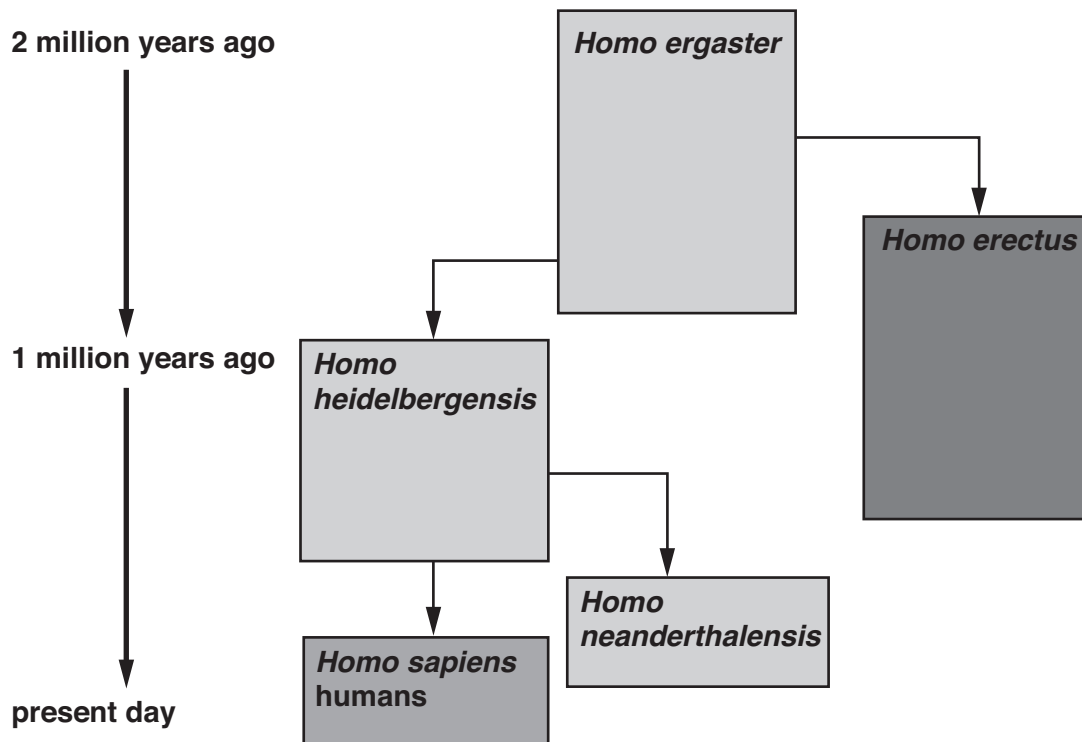 2 million years ago
Homo ergaster
Homo erectus
1 million years ago
Homo
heidelbergensis
Homo
neanderthalensis
Homo sapiens
humans
present day